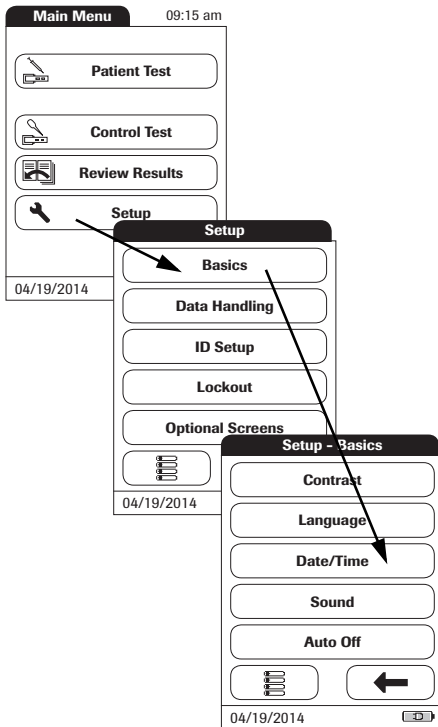 Main Menu
09:15 am
Patient Test
Control Test
Review Results
Setup
04/19/2014
Setup
Basics
Data Handling
ID Setup
Lockout
Optional Screens
04/19/2014
Setup - Basics
Contrast
Language
Date/Time
Sound
Auto Off
04/19/2014